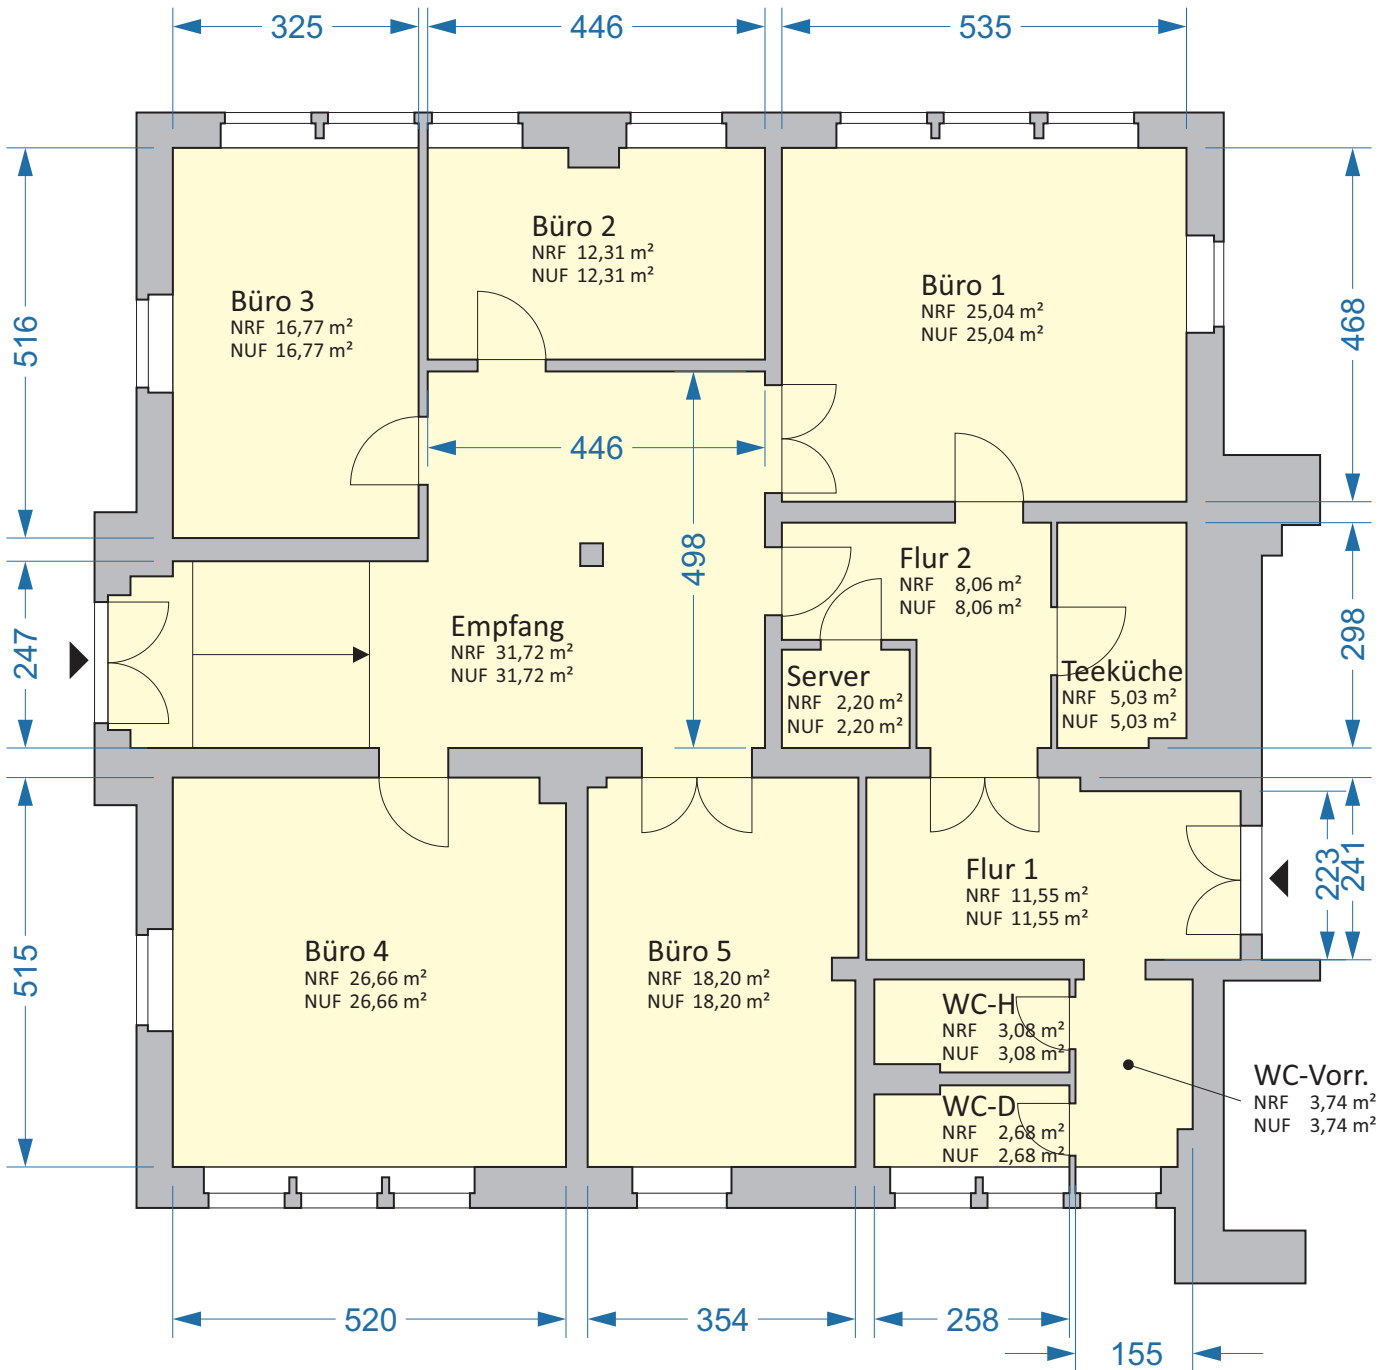 325
446
535
Büro 2
NRF 12,31 m²
NUF 12,31 m²
Büro 1
NRF 25,04 m²
NUF 25,04 m²
Büro 3
NRF 16,77 m²
NUF 16,77 m²
516
468
446
498
Flur 2
NRF 8,06 m²
NUF 8,06 m²
Empfang
NRF 31,72 m²
NUF 31,72 m²
247
298
Server
NRF 2,20 m²
NUF 2,20 m²
Teeküche
NRF 5,03 m²
NUF 5,03 m²
Flur 1
NRF 11,55 m²
NUF 11,55 m²
223
241
Büro 4
NRF 26,66 m²
NUF 26,66 m²
Büro 5
NRF 18,20 m²
NUF 18,20 m²
515
WC-H
NRF 3,08 m²
NUF 3,08 m²
WC-Vorr.
NRF 3,74 m²
NUF 3,74 m²
WC-D
NRF 2,68 m²
NUF 2,68 m²
520
354
258
155